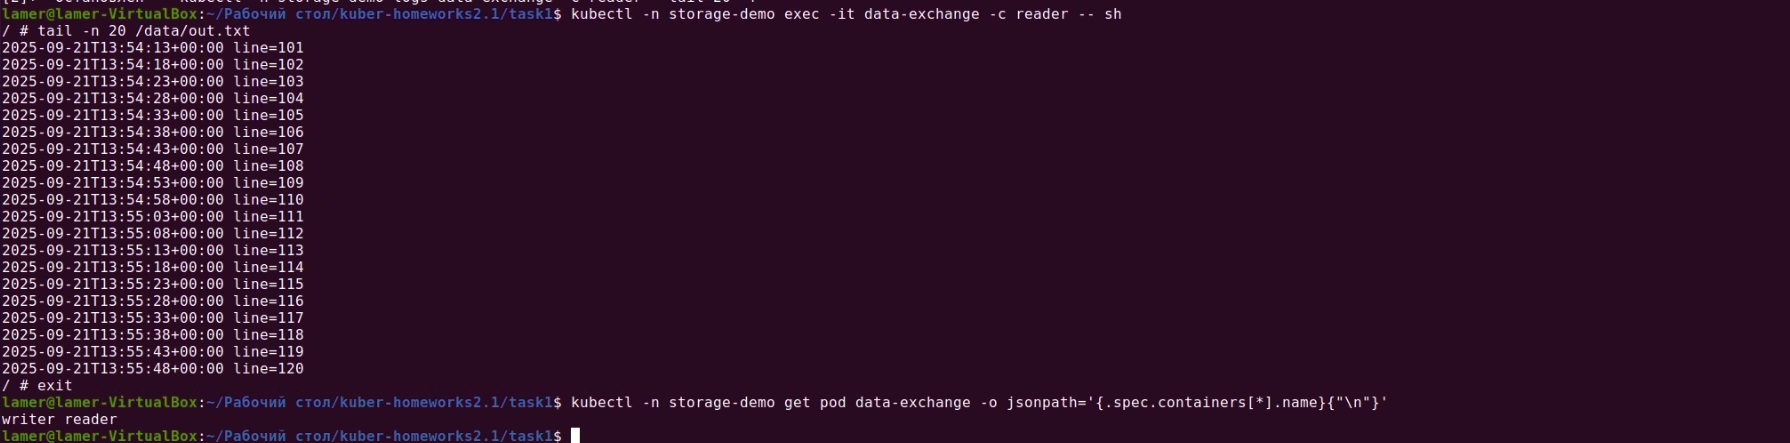 lamer@lamer-VirtualBox:~/Рабочий стол/kuber-homeworks2.1/task1$ kubectl -n storage-demo exec -it data-exchange -c reader -- sh
/ # tail -n 20 /data/out.txt
2025-09-21T13:54:13+00:00 line=101
2025-09-21T13:54:18+00:00 line=102
2025-09-21T13:54:23+00:00 line=103
2025-09-21T13:54:28+00:00 line=104
2025-09-21T13:54:33+00:00 line=105
2025-09-21T13:54:38+00:00 line=106
2025-09-21T13:54:43+00:00 line=107
2025-09-21T13:54:48+00:00 line=108
2025-09-21T13:54:53+00:00 line=109
2025-09-21T13:54:58+00:00 line=110
2025-09-21T13:55:03+00:00 line=111
2025-09-21T13:55:08+00:00 line=112
2025-09-21T13:55:13+00:00 line=113
2025-09-21T13:55:18+00:00 line=114
2025-09-21T13:55:23+00:00 line=115
2025-09-21T13:55:28+00:00 line=116
2025-09-21T13:55:33+00:00 line=117
2025-09-21T13:55:38+00:00 line=118
2025-09-21T13:55:43+00:00 line=119
2025-09-21T13:55:48+00:00 line=120
/ # exit
lamer@lamer-VirtualBox:~/Рабочий стол/kuber-homeworks2.1/task1$ kubectl -n storage-demo get pod data-exchange -o jsonpath='{.spec.containers[*].name}{"\n"}'
writer reader
lamer@lamer-VirtualBox:~/Рабочий стол/kuber-homeworks2.1/task1$